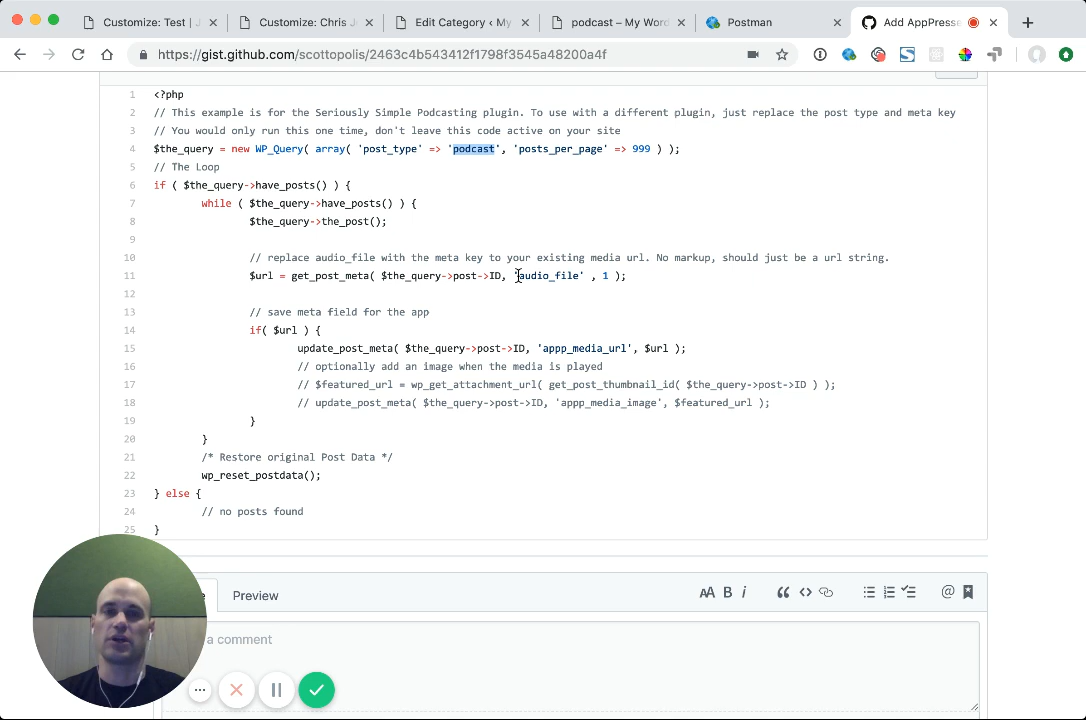 Customize: Test | J
Customize: Chris J
Edit Category ‹ My
podcast – My Word
Postman
Add AppPresse
https://gist.github.com/scottopolis/2463c4b543412f1798f3545a48200a4f
1 <?php
2 // This example is for the Seriously Simple Podcasting plugin. To use with a different plugin, just replace the post type and meta key
3 // You would only run this one time, don't leave this code active on your site
4 $the_query = new WP_Query( array( 'post_type' => 'podcast', 'posts_per_page' => 999 ) );
5 // The Loop
6 if ( $the_query->have_posts() ) {
7 while ( $the_query->have_posts() ) {
8 $the_query->the_post();
9
10 // replace audio_file with the meta key to your existing media url. No markup, should just be a url string.
11 $url = get_post_meta( $the_query->post->ID, 'audio_file' , 1 );
12
13 // save meta field for the app
14 if( $url ) {
15 update_post_meta( $the_query->post->ID, 'appp_media_url', $url );
16 // optionally add an image when the media is played
17 // $featured_url = wp_get_attachment_url( get_post_thumbnail_id( $the_query->post->ID ) );
18 // update_post_meta( $the_query->post->ID, 'appp_media_image', $featured_url );
19 }
20 }
21 /* Restore original Post Data */
22 wp_reset_postdata();
23 } else {
24 // no posts found
25 }
e Preview
AA B i @
a comment